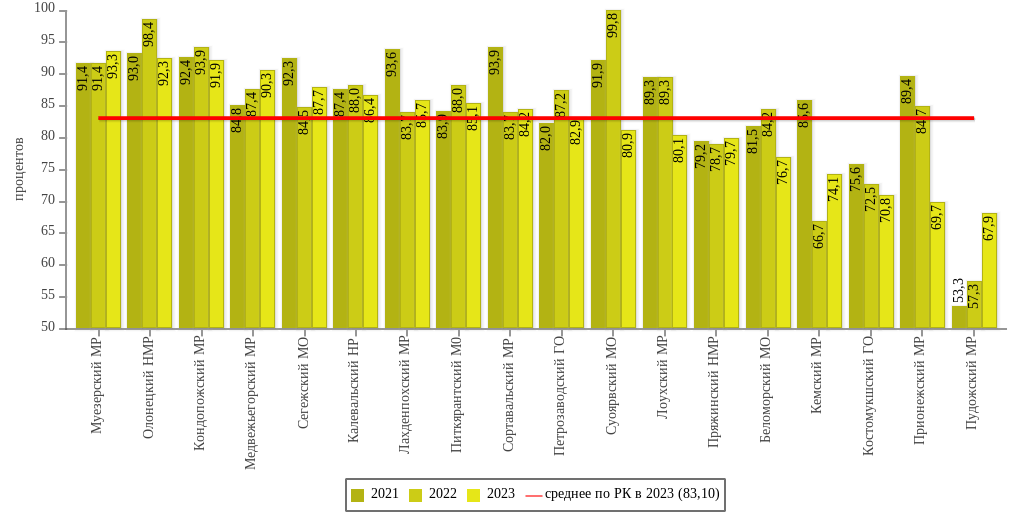 100
95
90
85
80
75
70
65
60
55
50
процентов
91,4 91,4 93,3
93,0 98,4 92,3
92,4 93,9 91,9
84,8 87,4 90,3
92,3 84,5 87,7
87,4 88,0 86,4
93,6
83,0 88,0 85,1
93,9 84,2
82,0 87,2 82,9
91,9 99,8 80,9
89,3 89,3 80,1
79,2 78,7 79,7
81,5 84,2 76,7
85,6 66,7 74,1
75,6 72,5 70,8
89,4 84,7 69,7
53,3 57,3 67,9
Муезерский МР
Олонецкий НМР
Кондопожский МР
Медвежьегорский МР
Сегежский МО
Калевальский НР
Лахденпохский МР
Питкярантский М0
Сортавальский МР
Петрозаводский ГО
Суоярвский МО
Лоухский МР
Пряжинский НМР
Беломорский МО
Кемский МР
Костомукшский ГО
Прионежский МР
Пудожский МР
2021 2022 2023 среднее по РК в 2023 (83,10)